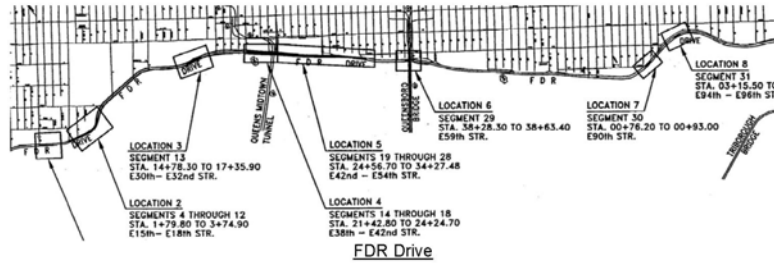 FDR
DRIVE
FDR
DRIVE
QUEENS MIDTOWN
TUNNEL
FDR
DRIVE
QUEENSBORO
BRIDGE
FDR
DRIVE
TRIBOROUGH
BRIDGE
LOCATION 2
SEGMENTS 4 THROUGH 12
STA. 1+79.80 TO 3+74.90
E15th – E18th STR.
LOCATION 3
SEGMENT 13
STA. 14+78.30 TO 17+35.90
E30th – E32nd STR.
LOCATION 4
SEGMENTS 14 THROUGH 18
STA. 21+42.80 TO 24+24.70
E38th – E42nd STR.
LOCATION 5
SEGMENTS 19 THROUGH 28
STA. 24+56.70 TO 34+27.48
E42nd – E54th STR.
LOCATION 6
SEGMENT 29
STA. 38+28.30 TO 38+63.40
E59th STR.
LOCATION 7
SEGMENT 30
STA. 00+76.20 TO 00+93.00
E90th STR.
LOCATION 8
SEGMENT 31
STA. 03+15.50 TO
E94th – E96th ST
FDR Drive